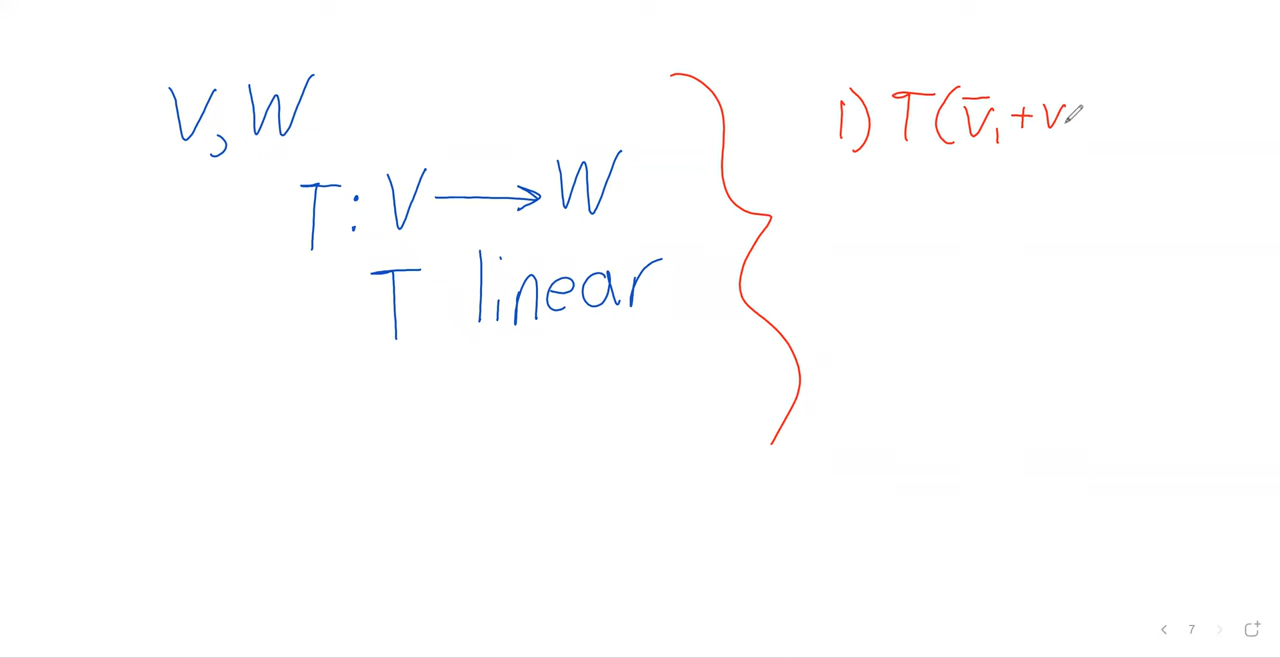 V, W
T : V ⟶ W
T linear
1) T(v̄₁ + v
7